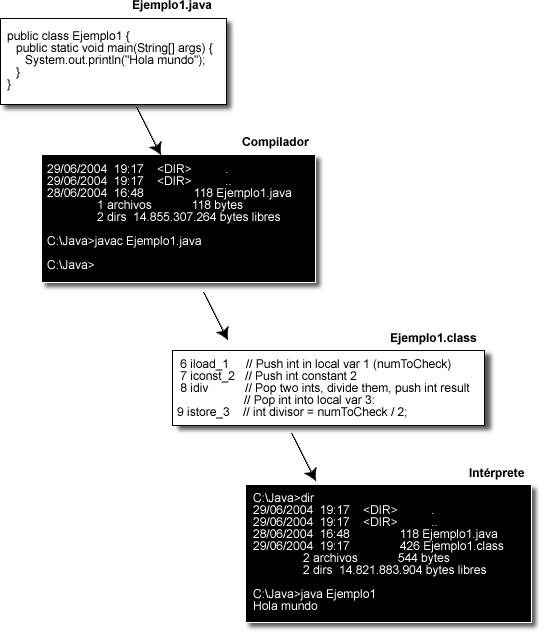 Ejemplo1.java
public class Ejemplo1 {
public static void main(String[] args) {
System.out.println("Hola mundo");
}
}
Compilador
29/06/2004 19:17 <DIR> .
29/06/2004 19:17 <DIR> ..
28/06/2004 16:48 118 Ejemplo1.java
1 archivos 118 bytes
2 dirs 14.855.307.264 bytes libres
C:\Java>javac Ejemplo1.java
C:\Java>
Ejemplo1.class
6 iload_1 // Push int in local var 1 (numToCheck)
7 iconst_2 // Push int constant 2
8 idiv // Pop two ints, divide them, push int result
// Pop int into local var 3:
9 istore_3 // int divisor = numToCheck / 2;
Intérprete
C:\Java>dir
29/06/2004 19:17 <DIR> .
29/06/2004 19:17 <DIR> ..
28/06/2004 16:48 118 Ejemplo1.java
29/06/2004 19:17 426 Ejemplo1.class
2 archivos 544 bytes
2 dirs 14.821.883.904 bytes libres
C:\Java>java Ejemplo1
Hola mundo